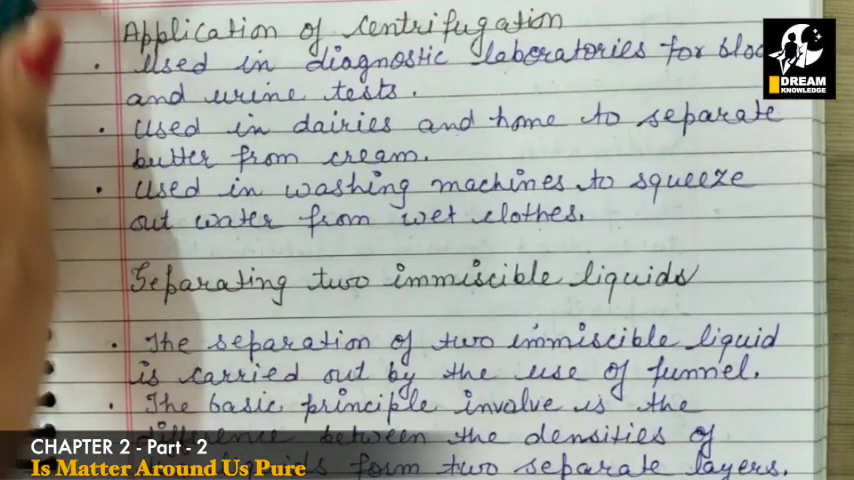 Application of centrifugation
• Used in diagnostic laboratories for
and urine tests.
• Used in dairies and home to separate
butter from cream.
• Used in washing machines to squeeze
out water from wet clothes.
Separating two immiscible liquids
• The separation of two immiscible liquid
is carried out by the use of funnel.
• The basic principle involve is the
between the densities of
form two separate layers.
DREAM
KNOWLEDGE
CHAPTER 2 - Part - 2
Is Matter Around Us Pure